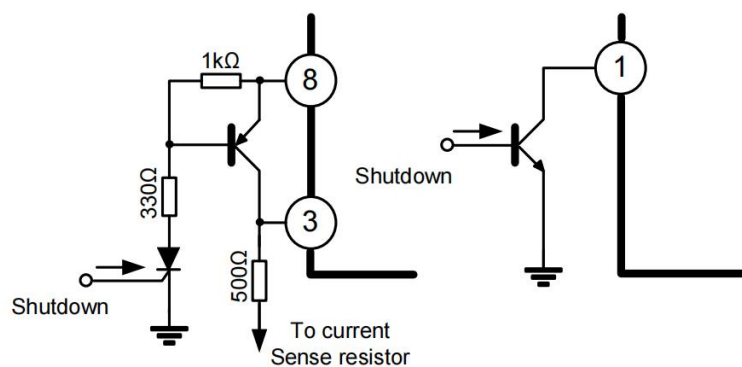 1kΩ
8
1
Shutdown
330Ω
3
500Ω
Shutdown
To current
Sense resistor